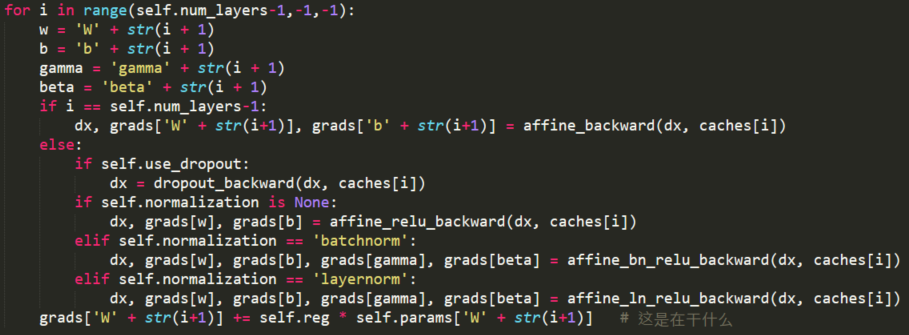 for i in range(self.num_layers-1,-1,-1):
    w = 'W' + str(i + 1)
    b = 'b' + str(i + 1)
    gamma = 'gamma' + str(i + 1)
    beta = 'beta' + str(i + 1)
    if i == self.num_layers-1:
        dx, grads['W' + str(i+1)], grads['b' + str(i+1)] = affine_backward(dx, caches[i])
    else:
        if self.use_dropout:
            dx = dropout_backward(dx, caches[i])
        if self.normalization is None:
            dx, grads[w], grads[b] = affine_relu_backward(dx, caches[i])
        elif self.normalization == 'batchnorm':
            dx, grads[w], grads[b], grads[gamma], grads[beta] = affine_bn_relu_backward(dx, caches[i])
        elif self.normalization == 'layernorm':
            dx, grads[w], grads[b], grads[gamma], grads[beta] = affine_ln_relu_backward(dx, caches[i])
    grads['W' + str(i+1)] += self.reg * self.params['W' + str(i+1)]   # 这是在干什么